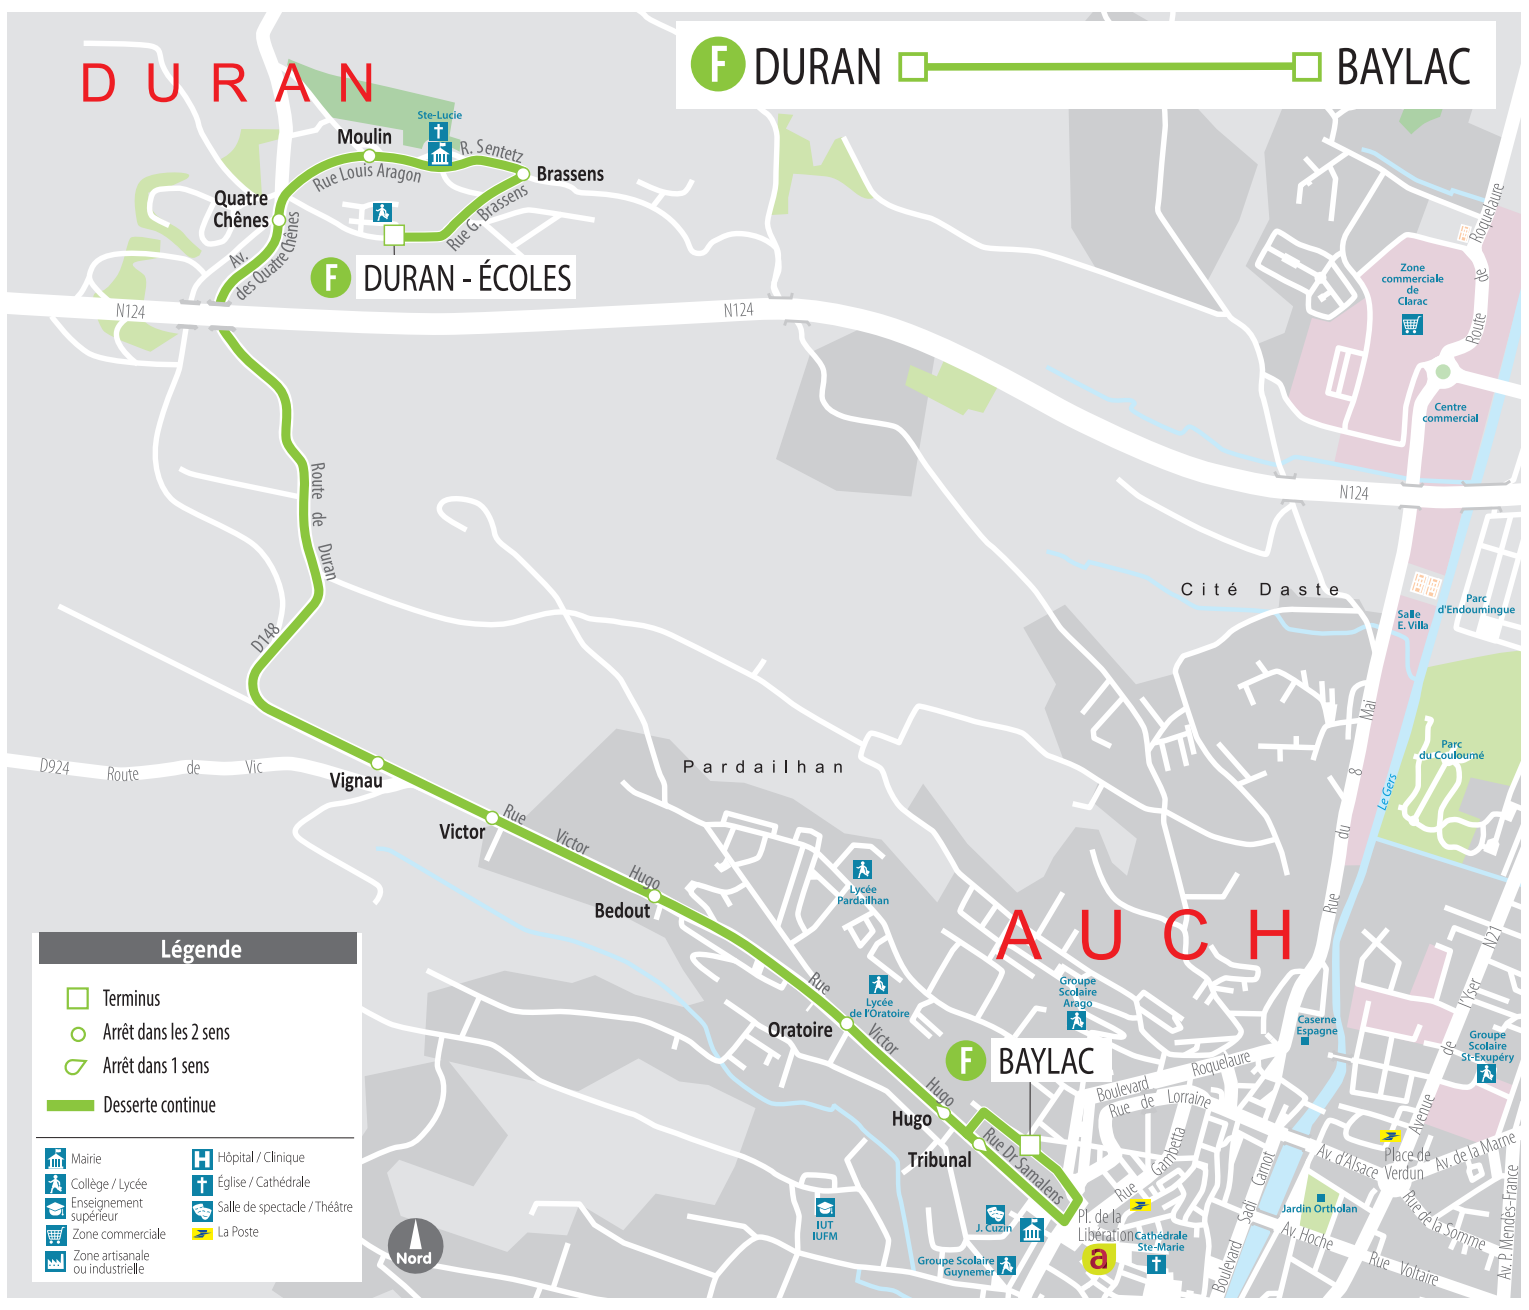 F DURAN BAYLAC
DURAN
Ste-Lucie
Moulin
R. Sentetz
Rue Louis Aragon
Brassens
Quatre
Chênes
Rue G. Brassens
Av.
des Quatre Chênes
F DURAN - ÉCOLES
N124
N124
N124
Roquelaure
de
Route
Zone
commerciale
de
Clarac
Centre
commercial
Route
de
Duran
D148
Cité Daste
Salle
E. Villa
Parc
d'Endoumingue
Parc
du Couloumé
Le Gers
Mai
8
du
Rue
D924
Route
de
Vic
Vignau
Victor
Rue
Victor
Hugo
Bedout
Pardailhan
Lycée
Pardailhan
AUCH
Rue
Lycée
de l'Oratoire
Oratoire
Victor
Hugo
Groupe
Scolaire
Arago
F BAYLAC
Hugo
Tribunal
Rue Dr Samalens
Boulevard
Roquelaure
Rue de Lorraine
Caserne
Espagne
N21
l'Yser
de
Avenue
Groupe
Scolaire
St-Exupéry
Place de
Verdun
Av. d'Alsace
Av. de la Marne
Rue de la Somme
Av. P. Mendès-France
Jardin Ortholan
Av. Hoche
Rue Voltaire
Boulevard
Sadi
Carnot
Rue
Gambetta
Pl. de la
Libération
a
Cathédrale
Ste-Marie
J. Cuzin
Groupe Scolaire
Guynemer
IUT
IUFM
Nord
Légende
Terminus
Arrêt dans les 2 sens
Arrêt dans 1 sens
Desserte continue
Mairie
Collège / Lycée
Enseignement
supérieur
Zone commerciale
Zone artisanale
ou industrielle
H Hôpital / Clinique
Église / Cathédrale
Salle de spectacle / Théâtre
La Poste